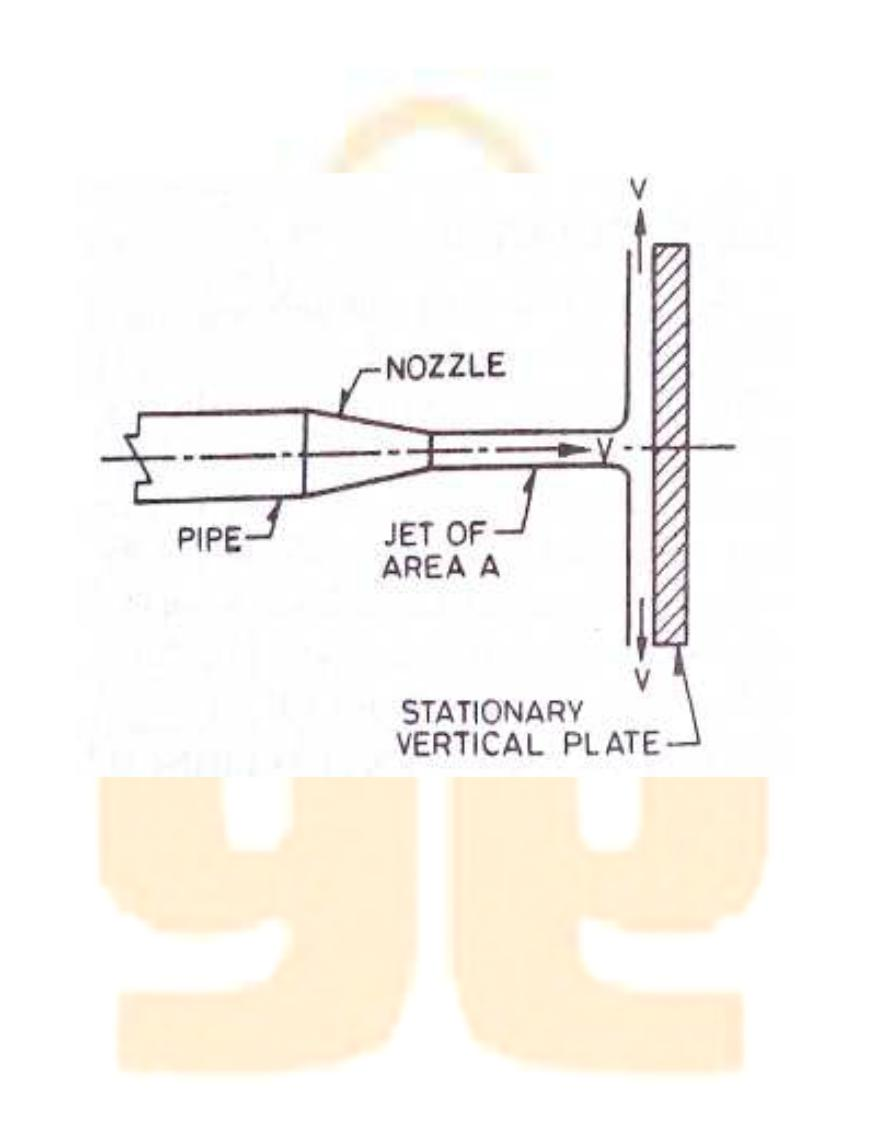 V
NOZZLE
V
PIPE
JET OF
AREA A
V
STATIONARY
VERTICAL PLATE